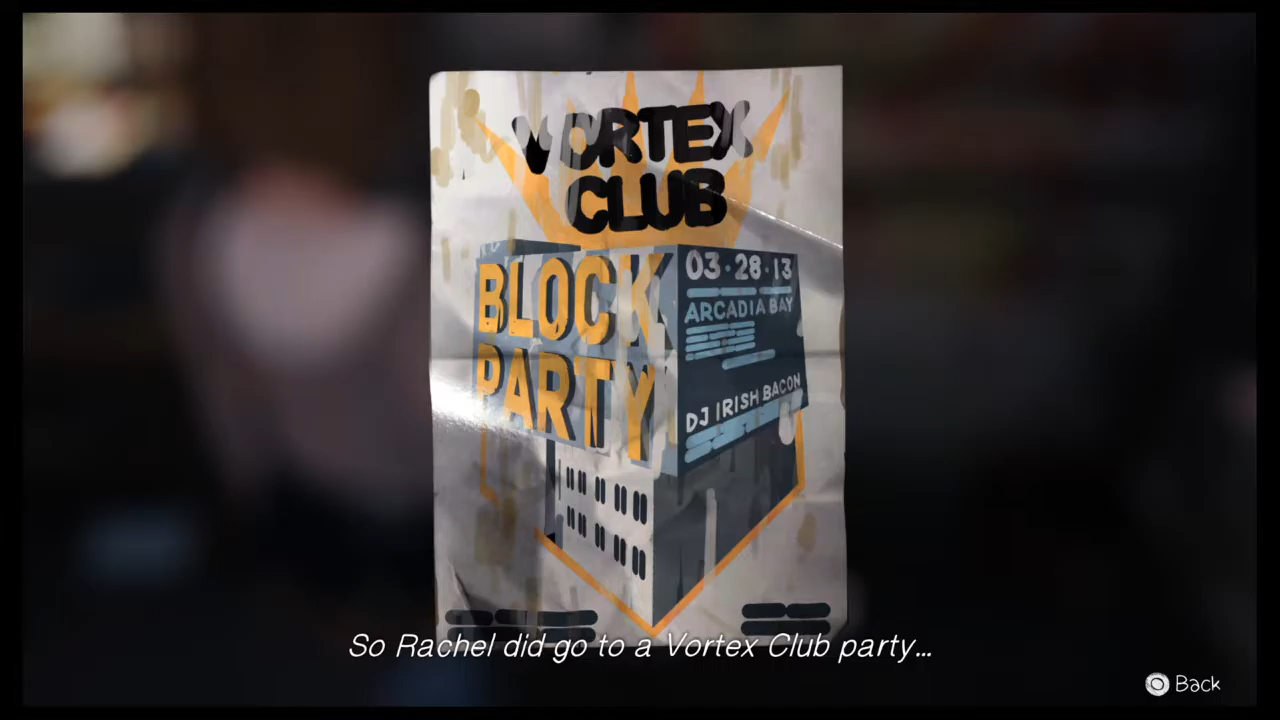 VORTEX
CLUB
BLOCK
PARTY
03·28·13
ARCADIA BAY
DJ IRISH BACON
So Rachel did go to a Vortex Club party...
Back